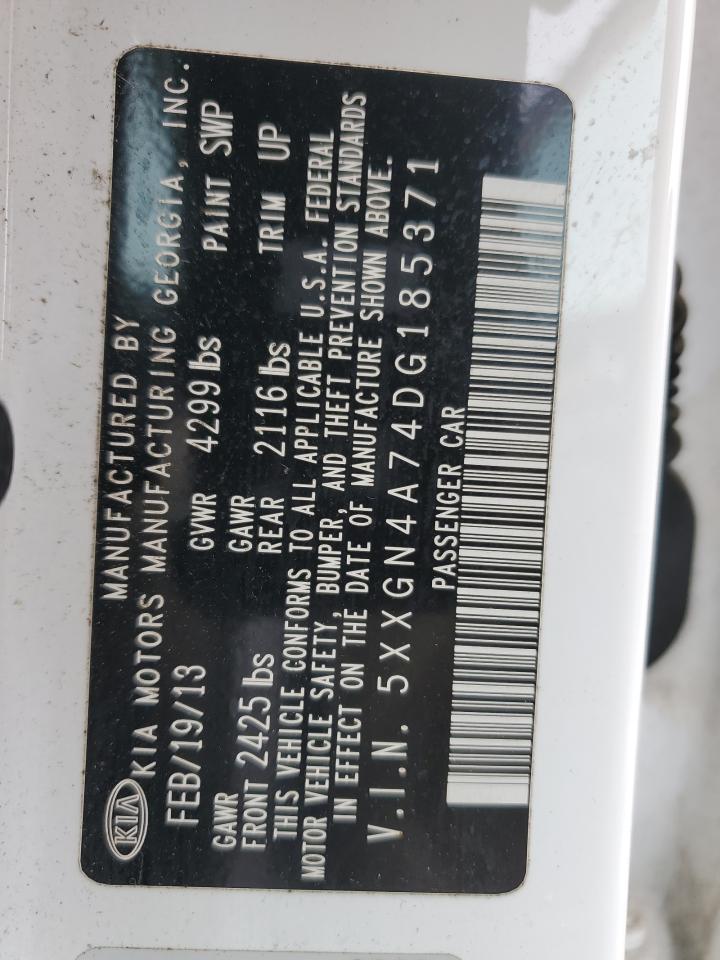 KIA
MANUFACTURED BY
KIA MOTORS MANUFACTURING GEORGIA, INC.
FEB/19/13 GVWR 4299 lbs PAINT SWP
GAWR FRONT 2425 lbs GAWR REAR 2116 lbs TRIM UP
THIS VEHICLE CONFORMS TO ALL APPLICABLE U.S.A. FEDERAL
MOTOR VEHICLE SAFETY, BUMPER, AND THEFT PREVENTION STANDARDS
IN EFFECT ON THE DATE OF MANUFACTURE SHOWN ABOVE.
V.I.N. 5XXGN4A74DG185371
PASSENGER CAR